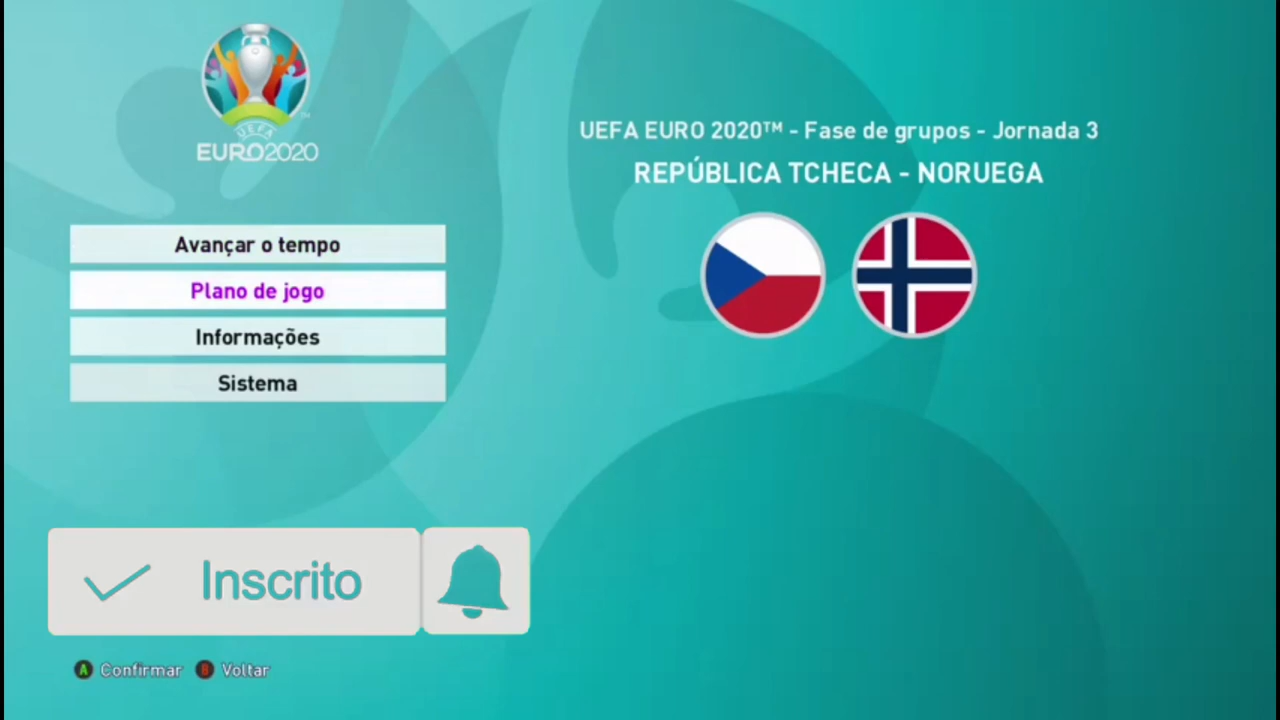 UEFA
EURO2020
UEFA EURO 2020™ - Fase de grupos - Jornada 3
REPÚBLICA TCHECA - NORUEGA
Avançar o tempo
Plano de jogo
Informações
Sistema
Inscrito
A Confirmar B Voltar